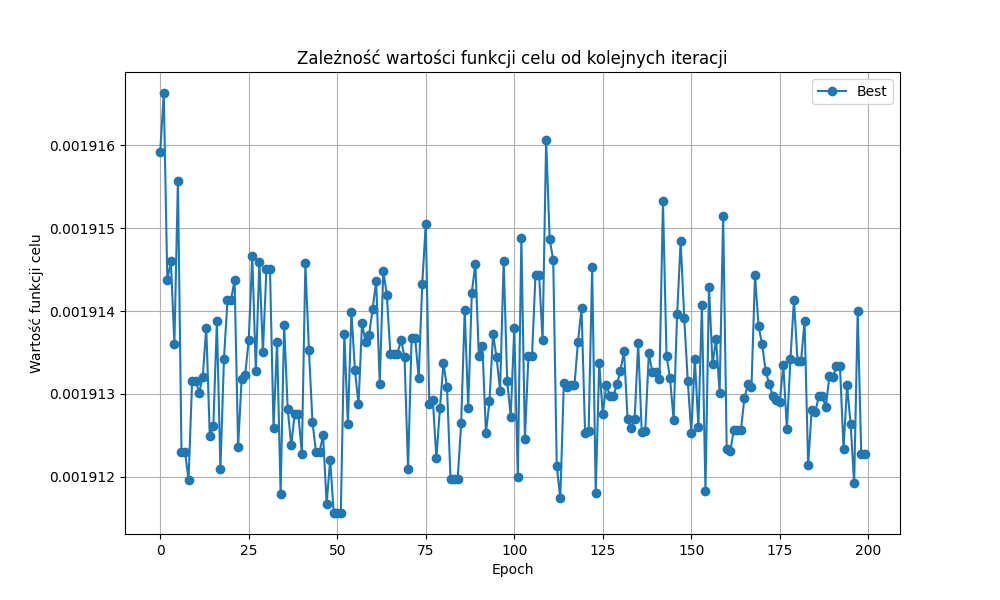 Zależność wartości funkcji celu od kolejnych iteracji
Best
0.001916
0.001915
0.001914
0.001913
0.001912
Wartość funkcji celu
0 25 50 75 100 125 150 175 200
Epoch